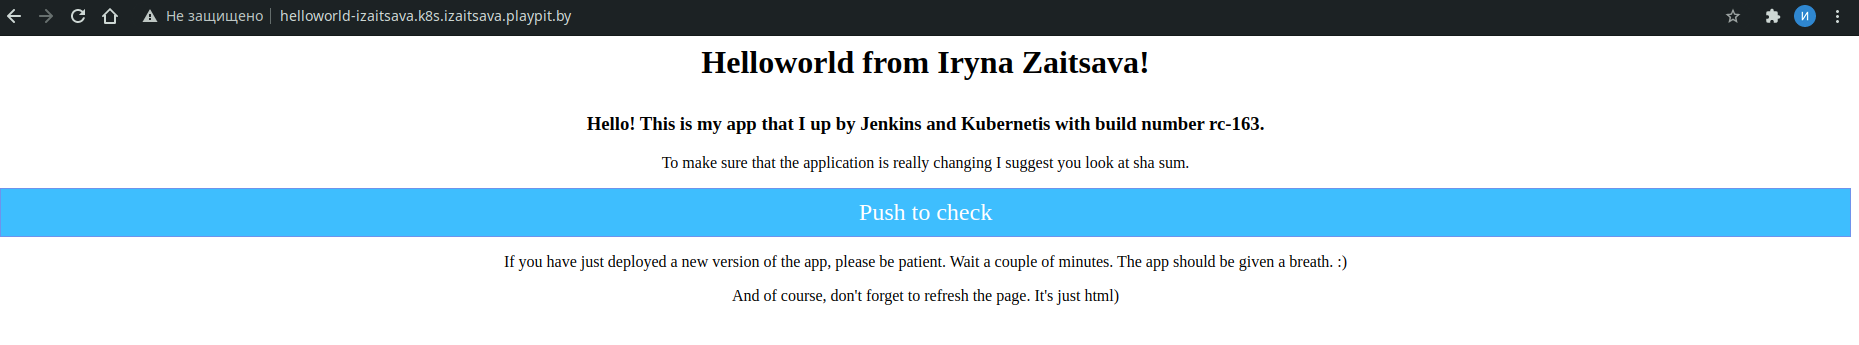 Не защищено helloworld-izaitsava.k8s.izaitsava.playpit.by И
Helloworld from Iryna Zaitsava!
Hello! This is my app that I up by Jenkins and Kubernetis with build number rc-163.
To make sure that the application is really changing I suggest you look at sha sum.
Push to check
If you have just deployed a new version of the app, please be patient. Wait a couple of minutes. The app should be given a breath. :)
And of course, don't forget to refresh the page. It's just html)